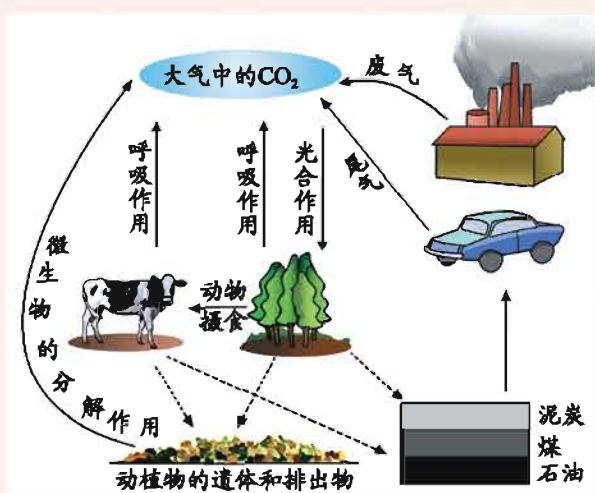 大气中的CO₂
废气
尾气
呼吸作用
呼吸作用
光合作用
微生物的分解作用
动物
摄食
泥炭
煤
石油
动植物的遗体和排出物